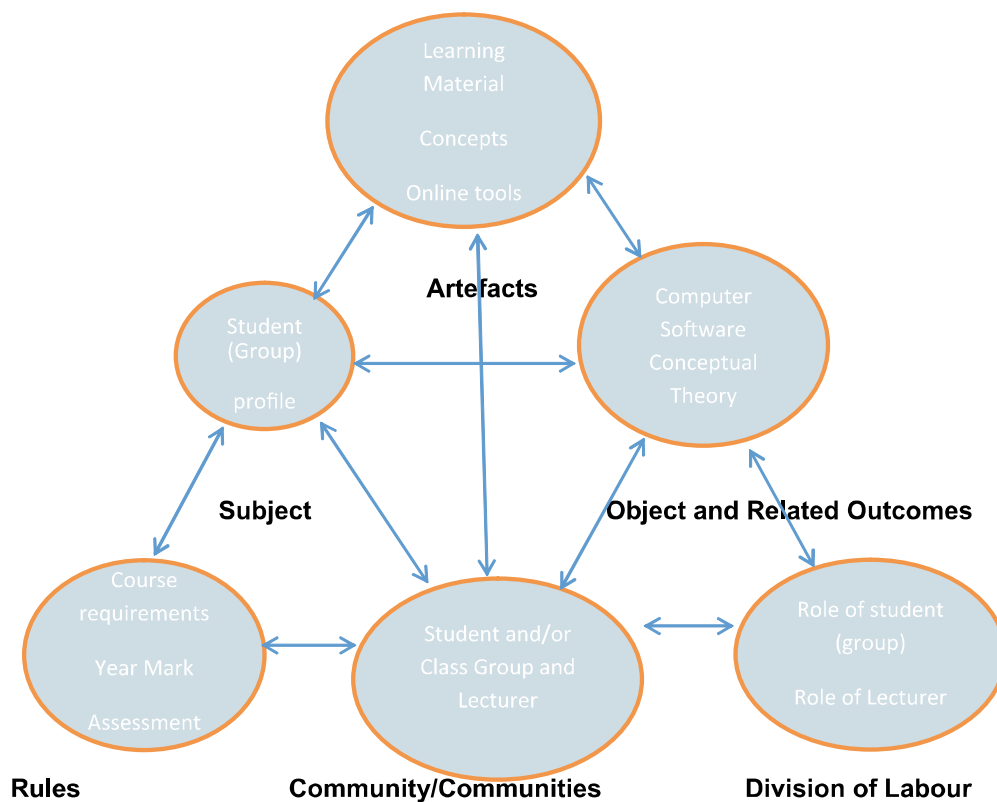 Learning
Material
Concepts
Online tools
Artefacts
Student
(Group)
profile
Computer
Software
Conceptual
Theory
Subject
Object and Related Outcomes
Course
requirements
Year Mark
Assessment
Student and/or
Class Group and
Lecturer
Role of student
(group)
Role of Lecturer
Rules
Community/Communities
Division of Labour